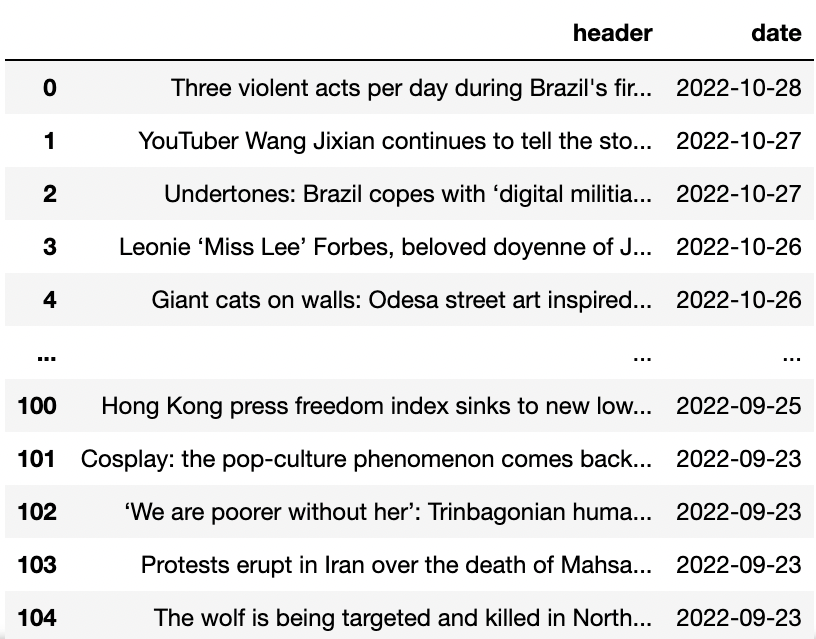 header date
0 Three violent acts per day during Brazil's fir... 2022-10-28
1 YouTuber Wang Jixian continues to tell the sto... 2022-10-27
2 Undertones: Brazil copes with ‘digital militia... 2022-10-27
3 Leonie ‘Miss Lee’ Forbes, beloved doyenne of J... 2022-10-26
4 Giant cats on walls: Odesa street art inspired... 2022-10-26
... ... ...
100 Hong Kong press freedom index sinks to new low... 2022-09-25
101 Cosplay: the pop-culture phenomenon comes back... 2022-09-23
102 ‘We are poorer without her’: Trinbagonian huma... 2022-09-23
103 Protests erupt in Iran over the death of Mahsa... 2022-09-23
104 The wolf is being targeted and killed in North... 2022-09-23